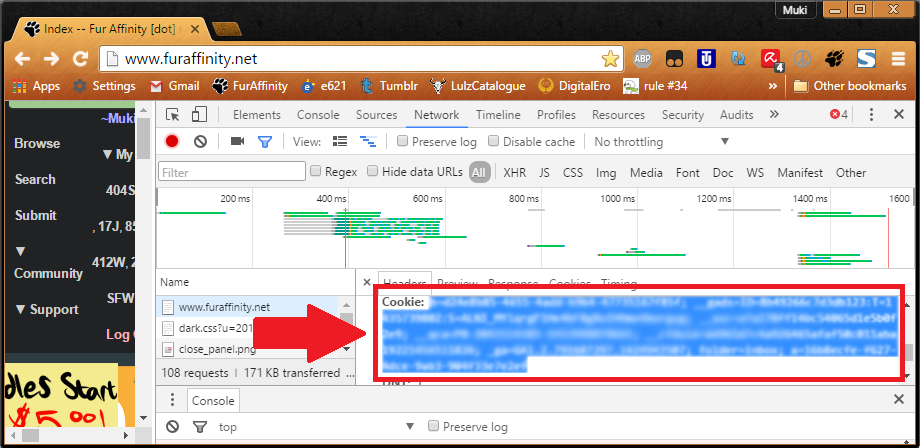 Muki
Index -- Fur Affinity [dot]
www.furaffinity.net
ABP
4
Apps Settings Gmail FurAffinity e621 Tumblr LulzCatalogue DigitalEro rule #34 » Other bookmarks
~Muki
Browse
▼ My
Search
404S
Submit
, 17J, 85
▼
412W, 2
Community
SFW
▼ Support
Log O
dles Start
$5.00!
Elements Console Sources Network Timeline Profiles Resources Security Audits » 4
View: Preserve log Disable cache No throttling
Filter Regex Hide data URLs All XHR JS CSS Img Media Font Doc WS Manifest Other
200 ms 400 ms 600 ms 800 ms 1000 ms 1200 ms 1400 ms 1600
Name
Headers Preview Response Cookies Timing
www.furaffinity.net
dark.css?u=201
close_panel.png
108 requests | 171 KB transferred ...
Cookie:
Console
top Preserve log